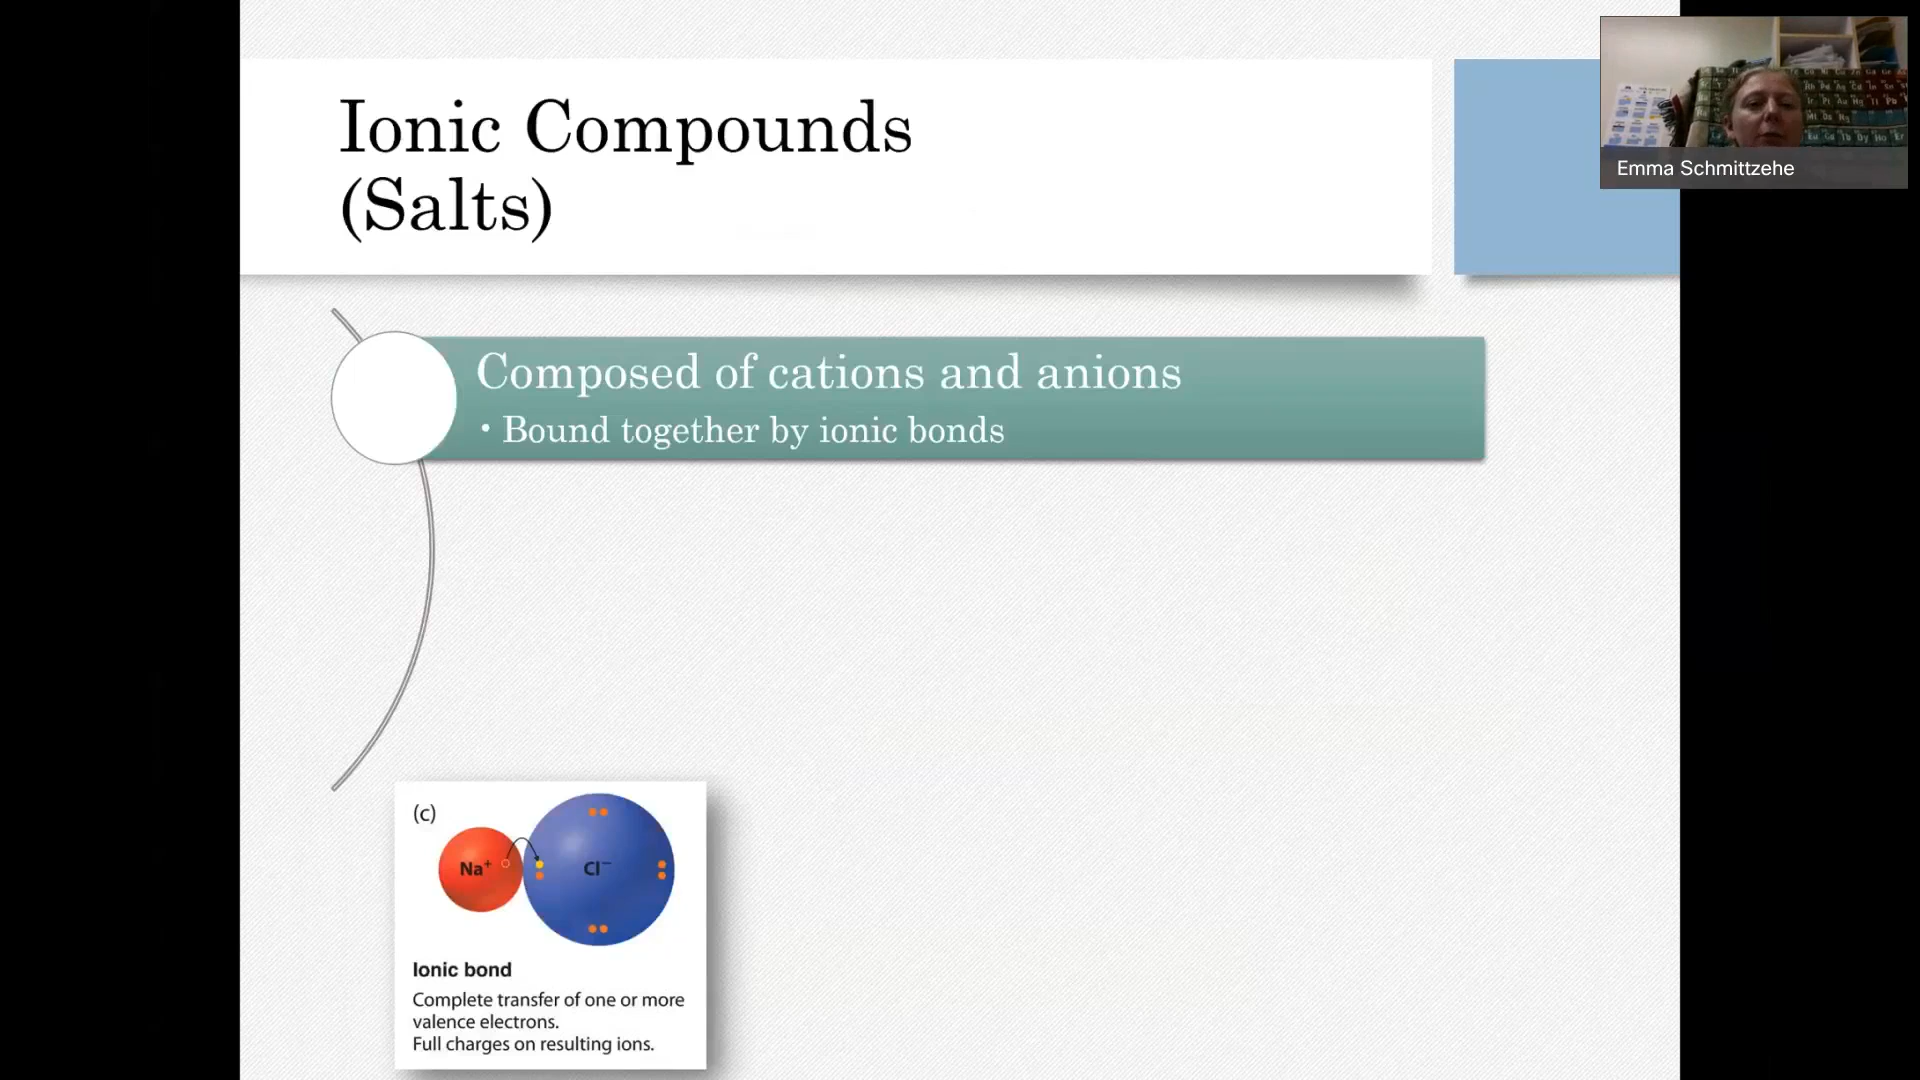 Ionic Compounds
(Salts)
Emma Schmittzehe
Composed of cations and anions
• Bound together by ionic bonds
(c)
Na⁺
Cl⁻
Ionic bond
Complete transfer of one or more
valence electrons.
Full charges on resulting ions.